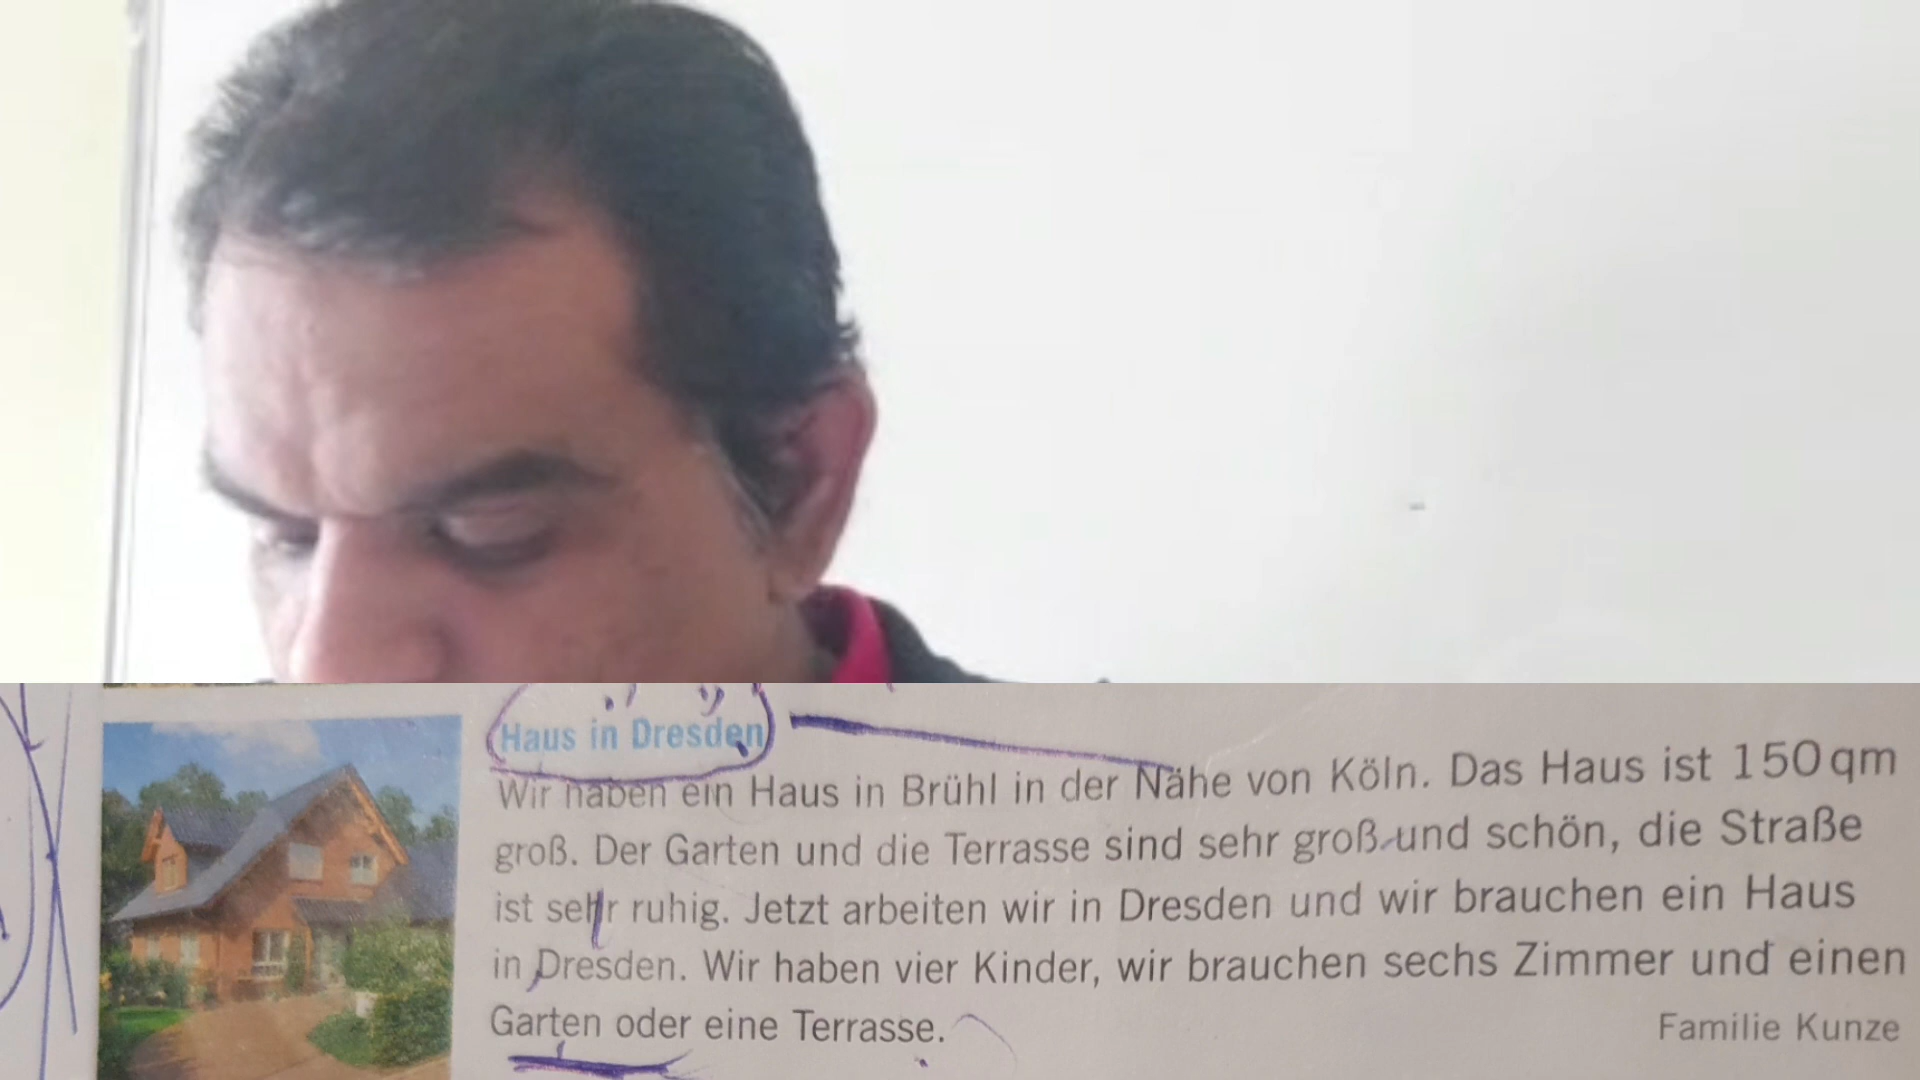 Haus in Dresden
Wir haben ein Haus in Brühl in der Nähe von Köln. Das Haus ist 150 qm
groß. Der Garten und die Terrasse sind sehr groß und schön, die Straße
ist sehr ruhig. Jetzt arbeiten wir in Dresden und wir brauchen ein Haus
in Dresden. Wir haben vier Kinder, wir brauchen sechs Zimmer und einen
Garten oder eine Terrasse.
Familie Kunze